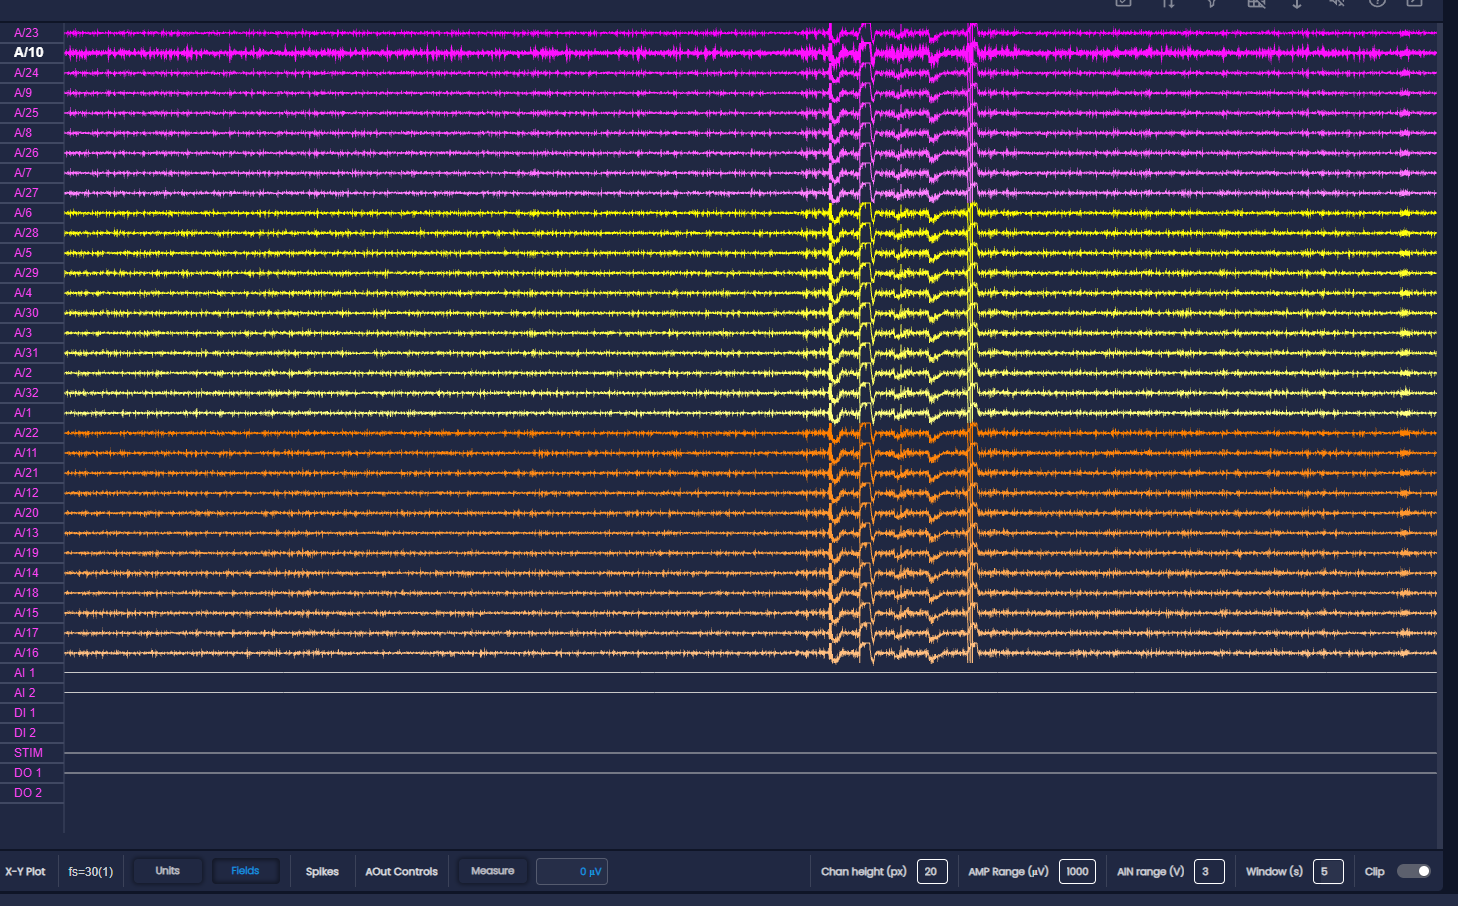 A/23
A/10
A/24
A/9
A/25
A/8
A/26
A/7
A/27
A/6
A/28
A/5
A/29
A/4
A/30
A/3
A/31
A/2
A/32
A/1
A/22
A/11
A/21
A/12
A/20
A/13
A/19
A/14
A/18
A/15
A/17
A/16
AI 1
AI 2
DI 1
DI 2
STIM
DO 1
DO 2
X-Y Plot fs=30(1) Units Fields Spikes AOut Controls Measure 0 µV Chan height (px) 20 AMP Range (µV) 1000 AIN range (V) 3 Window (s) 5 Clip